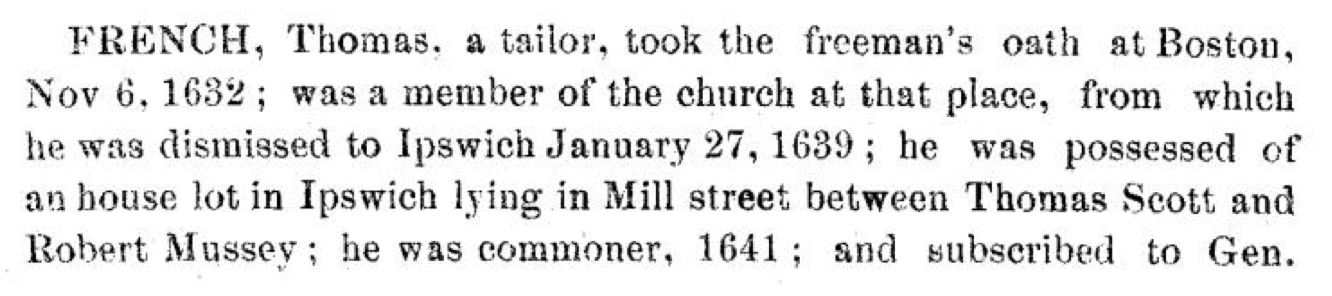 FRENCH, Thomas. a tailor, took the freeman's oath at Boston,
Nov 6. 1632; was a member of the church at that place, from which
he was dismissed to Ipswich January 27, 1639; he was possessed of
an house lot in Ipswich lying in Mill street between Thomas Scott and
Robert Mussey; he was commoner, 1641; and subscribed to Gen.